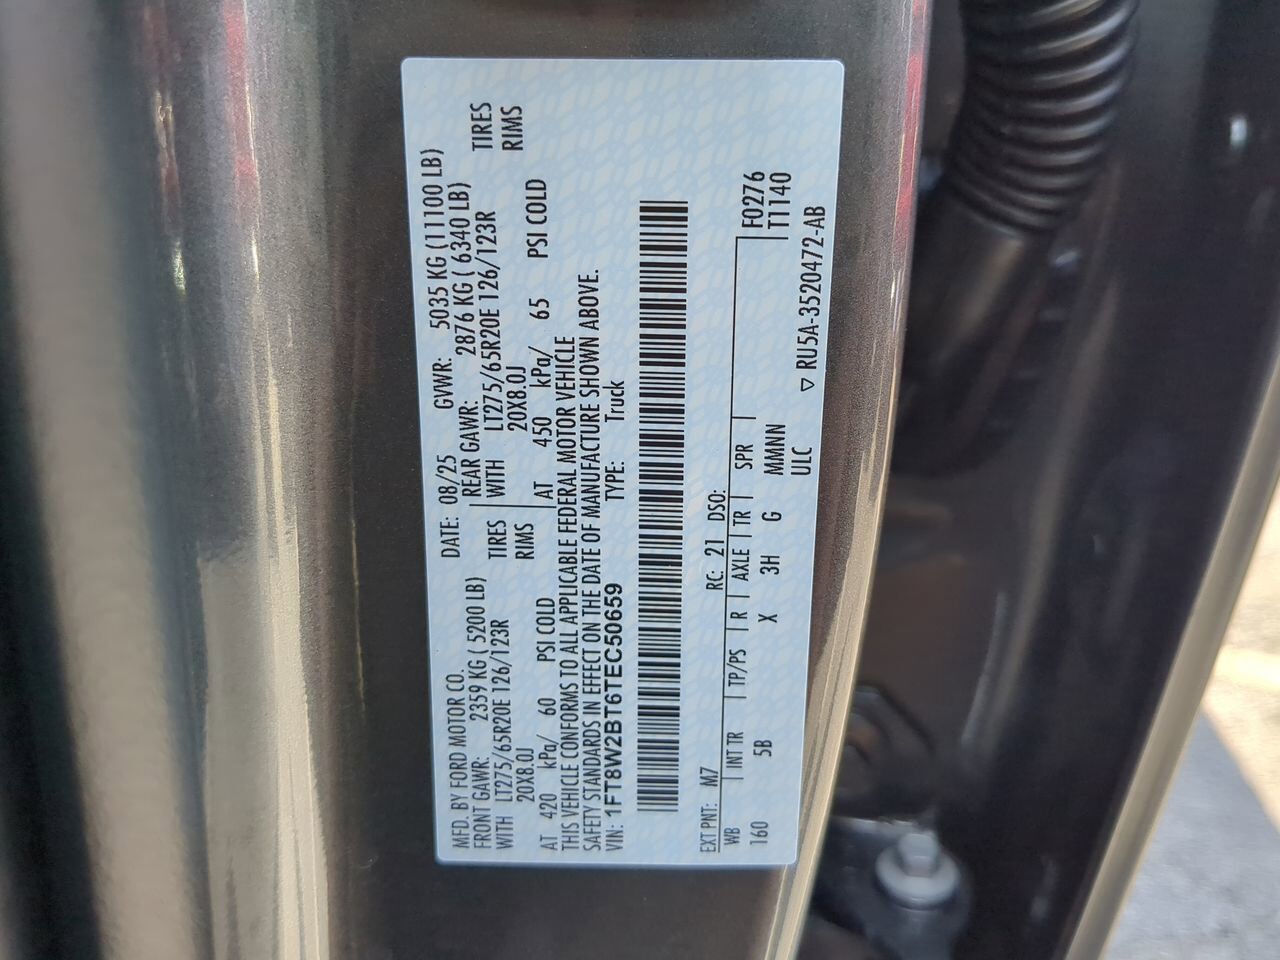 MFD. BY FORD MOTOR CO. DATE: 08/25 GVWR: 5035 KG (11100 LB)
FRONT GAWR: 2359 KG ( 5200 LB) REAR GAWR: 2876 KG ( 6340 LB)
WITH LT275/65R20E 126/123R TIRES WITH LT275/65R20E 126/123R TIRES
20X8.0J RIMS 20X8.0J RIMS
AT 420 kPa/ 60 PSI COLD AT 450 kPa/ 65 PSI COLD
THIS VEHICLE CONFORMS TO ALL APPLICABLE FEDERAL MOTOR VEHICLE
SAFETY STANDARDS IN EFFECT ON THE DATE OF MANUFACTURE SHOWN ABOVE.
VIN: 1FT8W2BT6TEC50659 TYPE: Truck
EXT PNT: M7 RC: 21 DSO: F0276
WB INT TR TP/PS R AXLE TR SPR T1140
160 5B X 3H G MMNN
ULC
▽ RU5A-3520472-AB